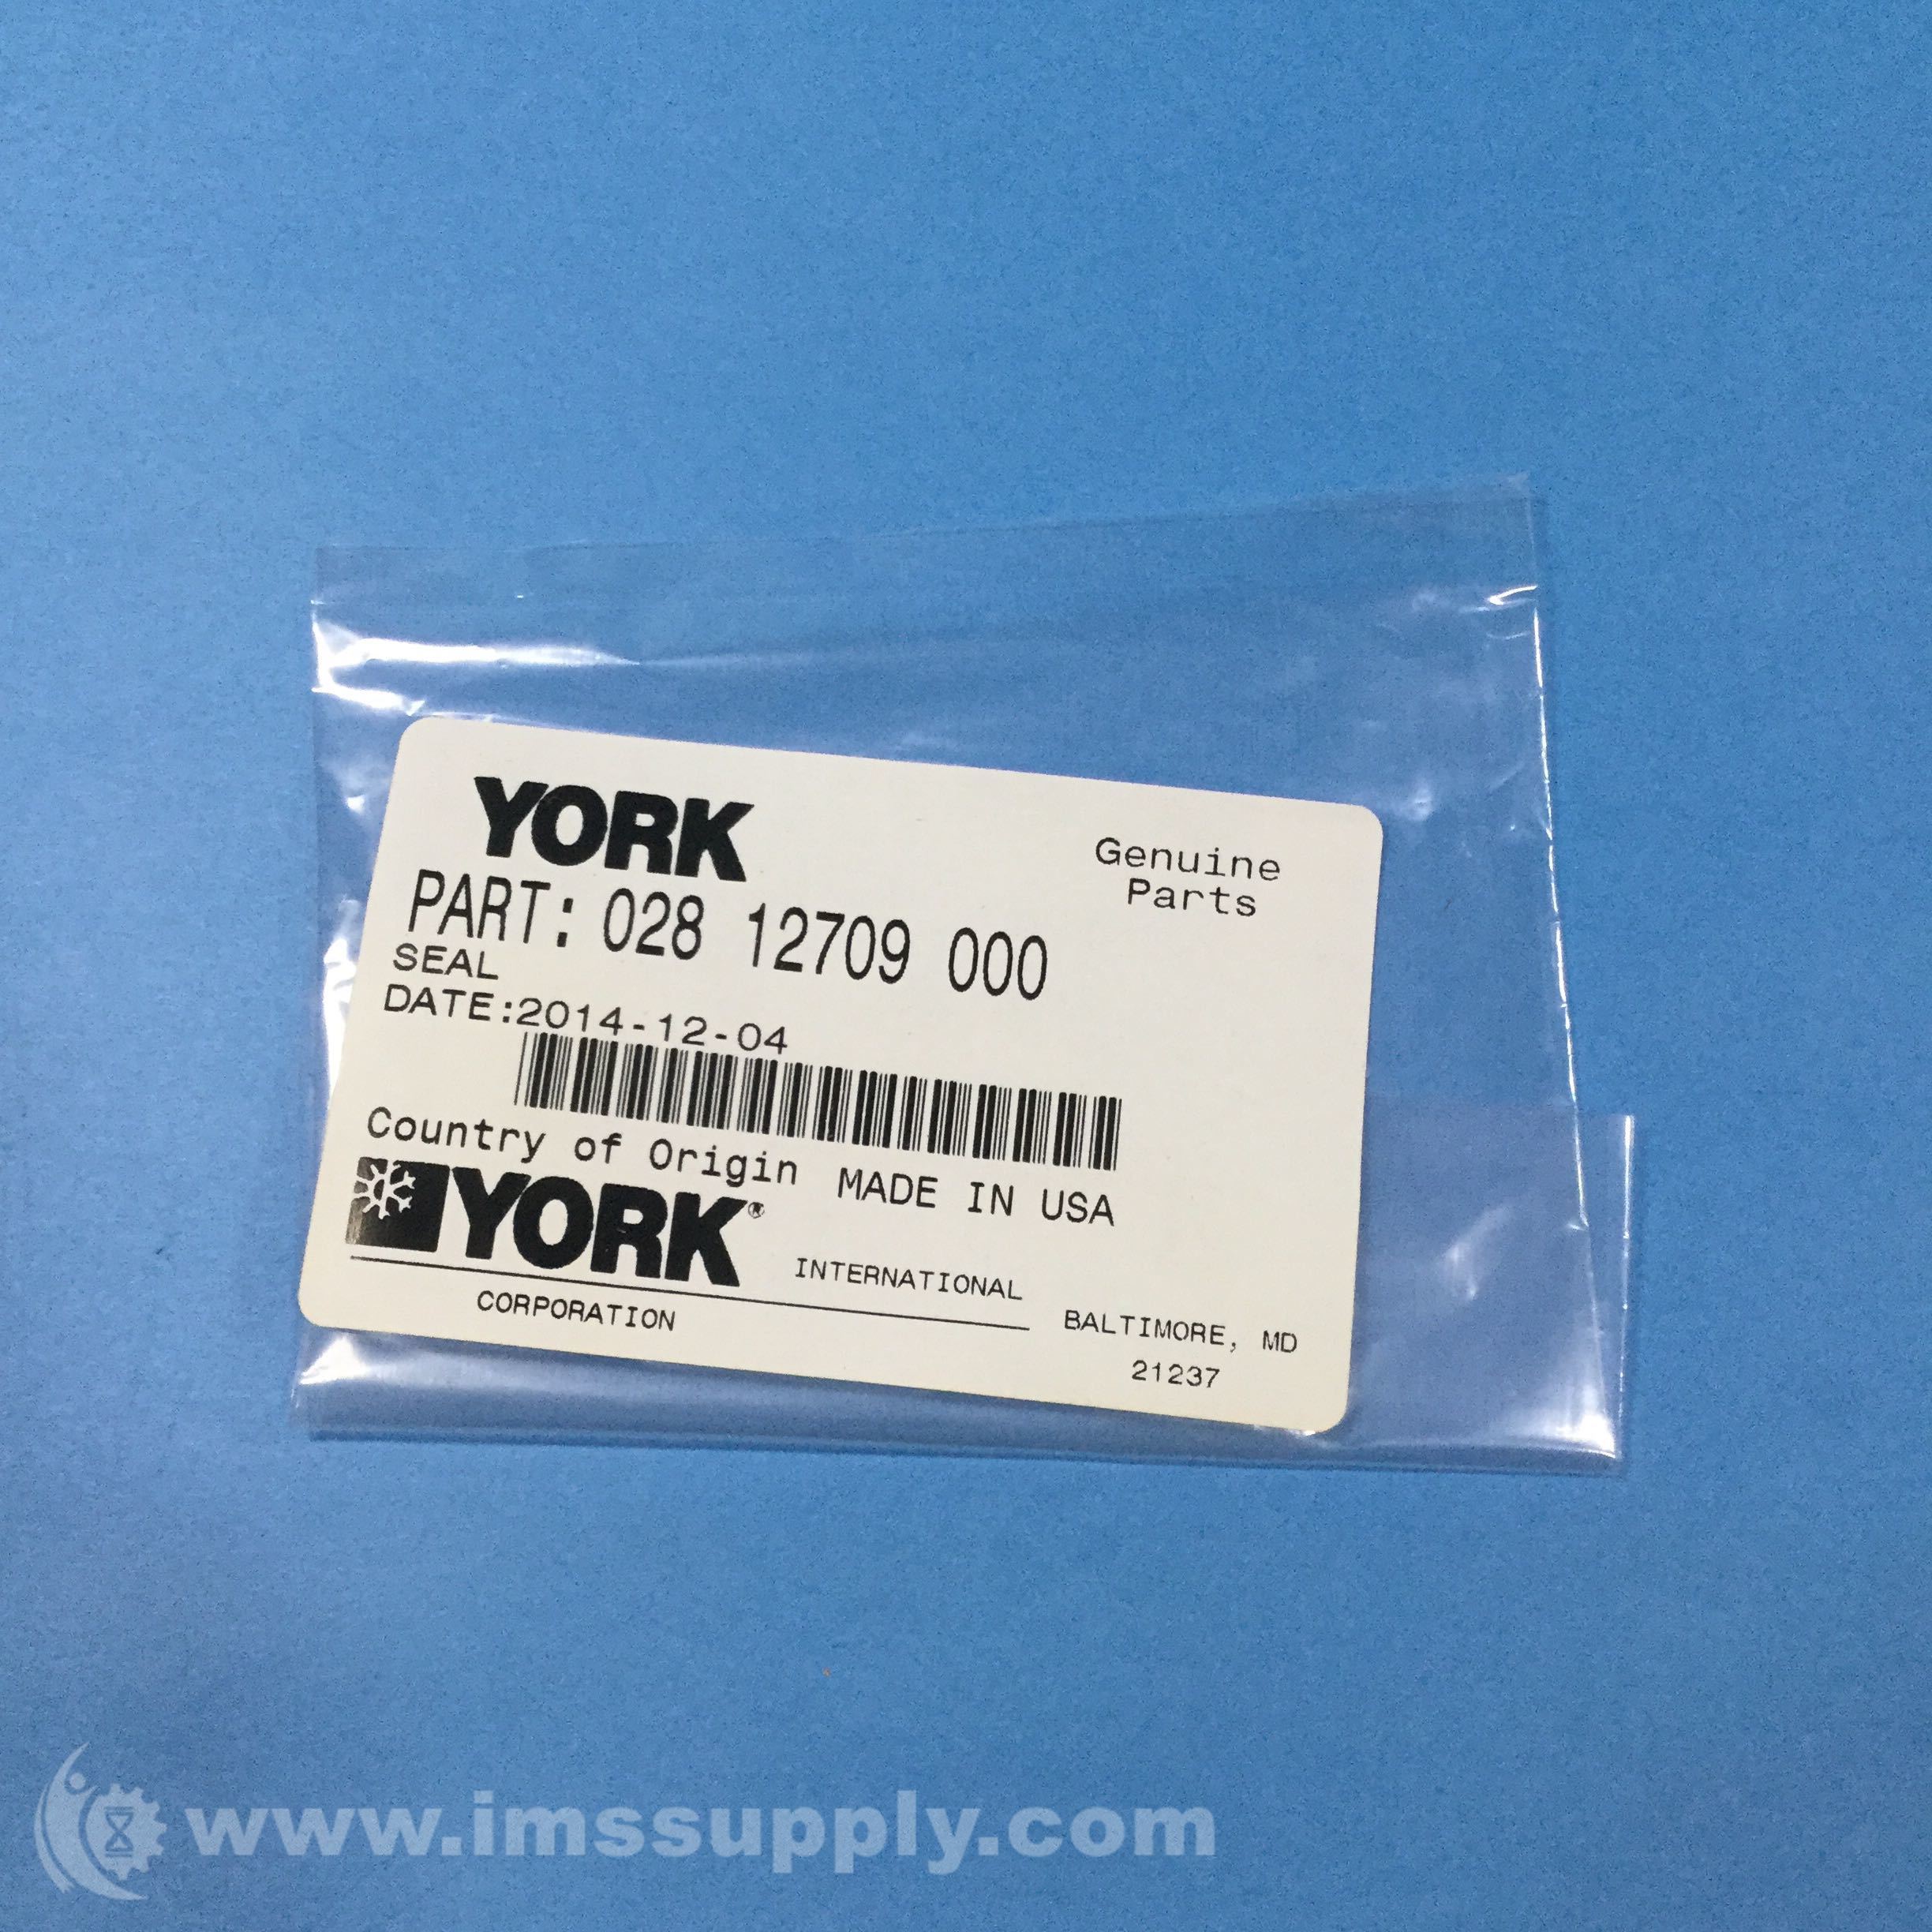 YORK
Genuine
Parts
PART: 028 12709 000
SEAL
DATE:2014-12-04
Country of Origin MADE IN USA
YORK® INTERNATIONAL
CORPORATION
BALTIMORE, MD
21237
www.imssupply.com